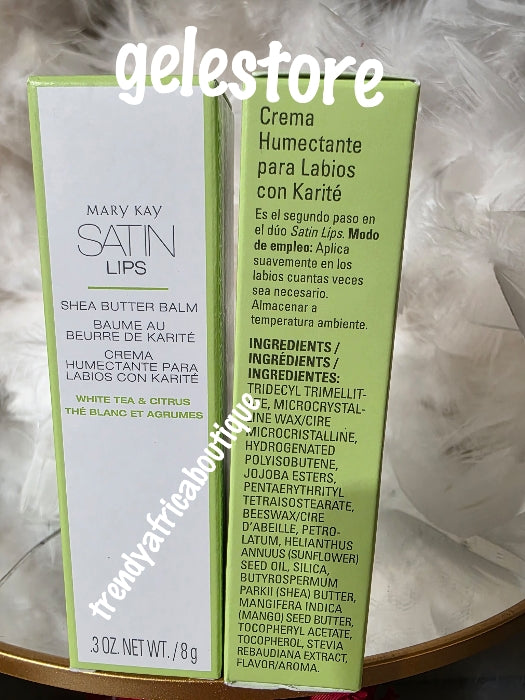 gelestore
MARY KAY
SATIN
LIPS
SHEA BUTTER BALM
BAUME AU
BEURRE DE KARITÉ
CREMA
HUMECTANTE PARA
LABIOS CON KARITÉ
WHITE TEA & CITRUS
THÉ BLANC ET AGRUMES
.3 OZ. NET WT. / 8 g
trendyafricaboutique
Crema
Humectante
para Labios
con Karité
Es el segundo paso en
el dúo Satin Lips. Modo
de empleo: Aplica
suavemente en los
labios cuantas veces
sea necesario.
Almacenar a
temperatura ambiente.
INGREDIENTS /
INGRÉDIENTS /
INGREDIENTES:
TRIDECYL TRIMELLIT-
MICROCRYSTAL-
LINE WAX/CIRE
MICROCRISTALLINE,
HYDROGENATED
POLYISOBUTENE,
JOJOBA ESTERS,
PENTAERYTHRITYL
TETRAISOSTEARATE,
BEESWAX/CIRE
D'ABEILLE, PETRO-
LATUM, HELIANTHUS
ANNUUS (SUNFLOWER)
SEED OIL, SILICA,
BUTYROSPERMUM
PARKII (SHEA) BUTTER,
MANGIFERA INDICA
(MANGO) SEED BUTTER,
TOCOPHERYL ACETATE,
TOCOPHEROL, STEVIA
REBAUDIANA EXTRACT,
FLAVOR/AROMA.